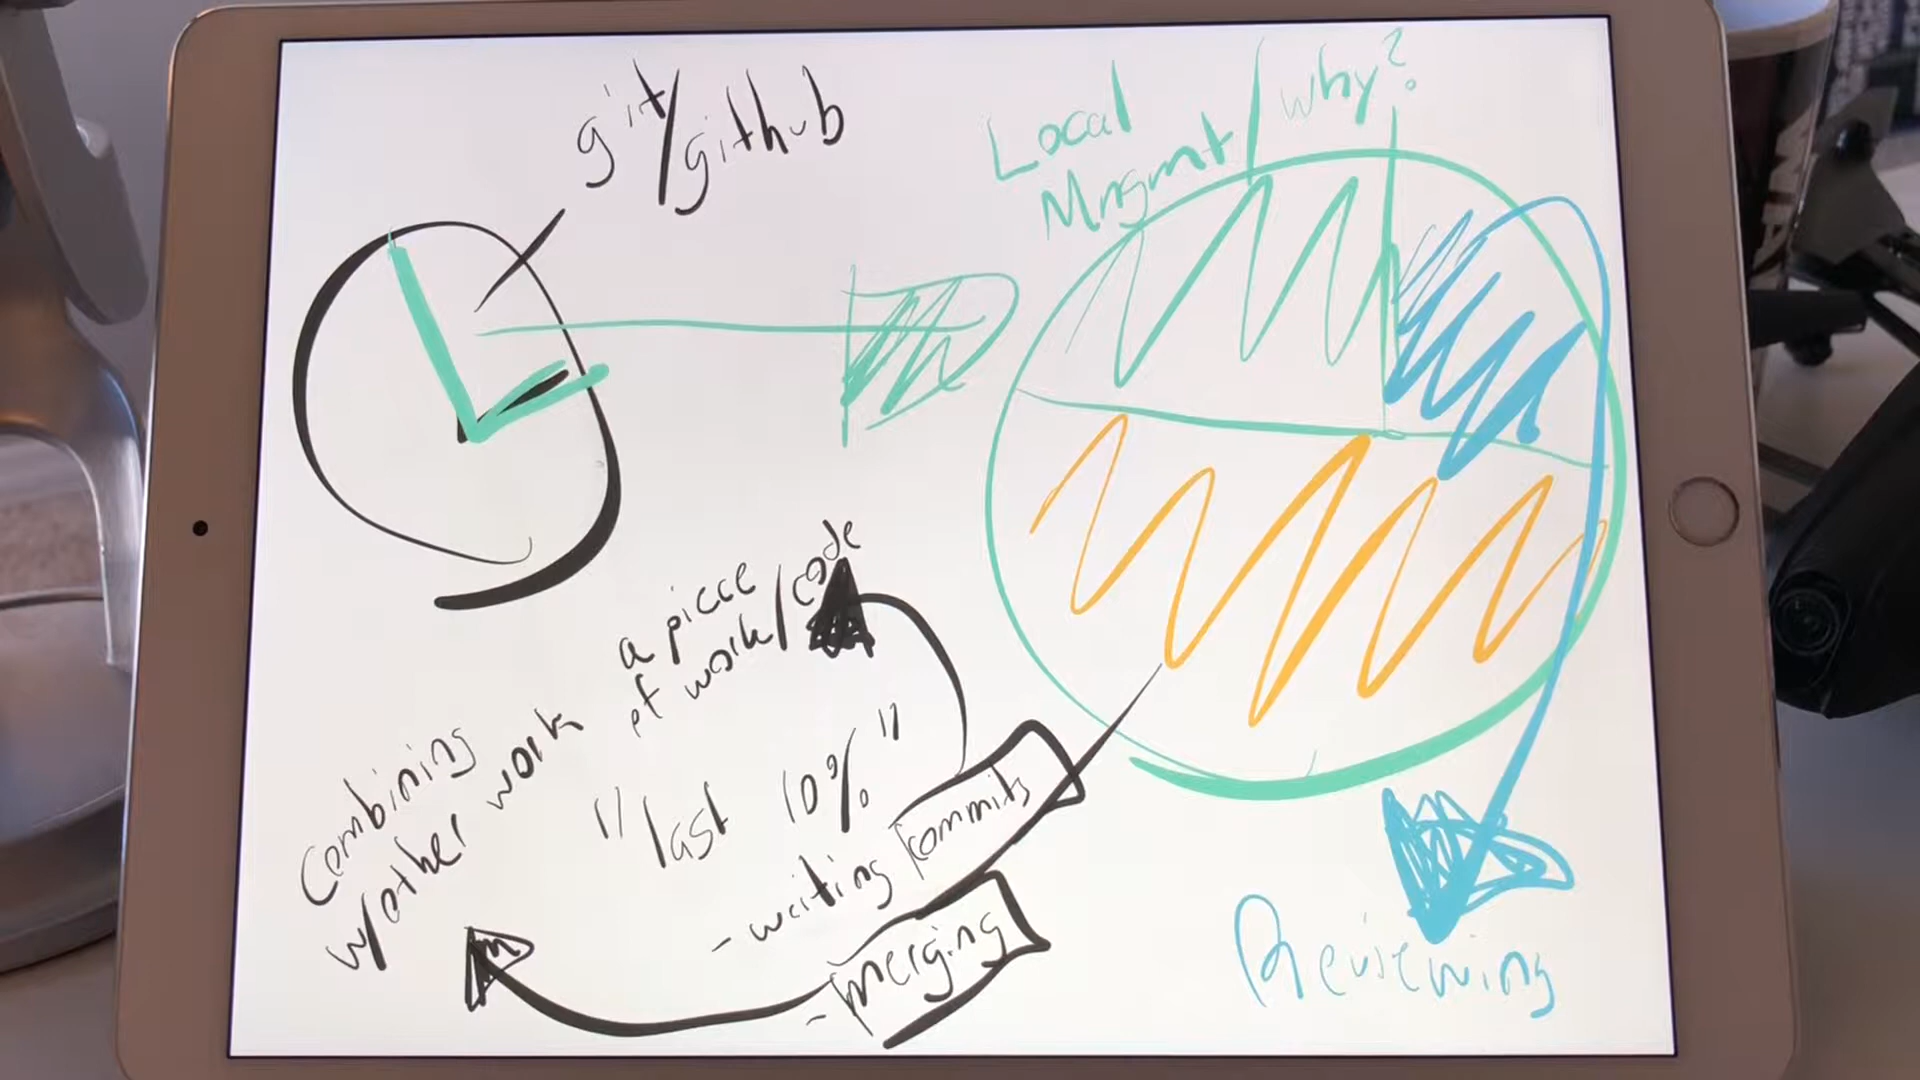 git/github
Local
Mngmt/why?
a piece
of work/code
Combining
w/other work
"last 10%"
- writing commits
- merging
Reviewing